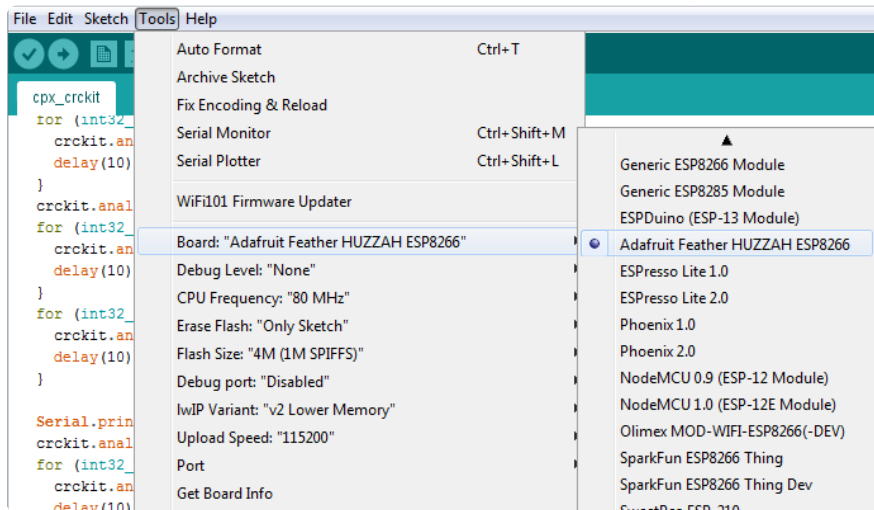 File Edit Sketch Tools Help
cpx_crckit
for (int32_
crckit.an
delay(10)
}
crckit.anal
for (int32_
crckit.an
delay(10)
}
for (int32_
crckit.an
delay(10)
}
Serial.prin
crckit.anal
for (int32_
crckit.an
delay(10)
Auto Format Ctrl+T
Archive Sketch
Fix Encoding & Reload
Serial Monitor Ctrl+Shift+M
Serial Plotter Ctrl+Shift+L
WiFi101 Firmware Updater
Board: "Adafruit Feather HUZZAH ESP8266"
Debug Level: "None"
CPU Frequency: "80 MHz"
Erase Flash: "Only Sketch"
Flash Size: "4M (1M SPIFFS)"
Debug port: "Disabled"
lwIP Variant: "v2 Lower Memory"
Upload Speed: "115200"
Port
Get Board Info
Generic ESP8266 Module
Generic ESP8285 Module
ESPDuino (ESP-13 Module)
Adafruit Feather HUZZAH ESP8266
ESPresso Lite 1.0
ESPresso Lite 2.0
Phoenix 1.0
Phoenix 2.0
NodeMCU 0.9 (ESP-12 Module)
NodeMCU 1.0 (ESP-12E Module)
Olimex MOD-WIFI-ESP8266(-DEV)
SparkFun ESP8266 Thing
SparkFun ESP8266 Thing Dev